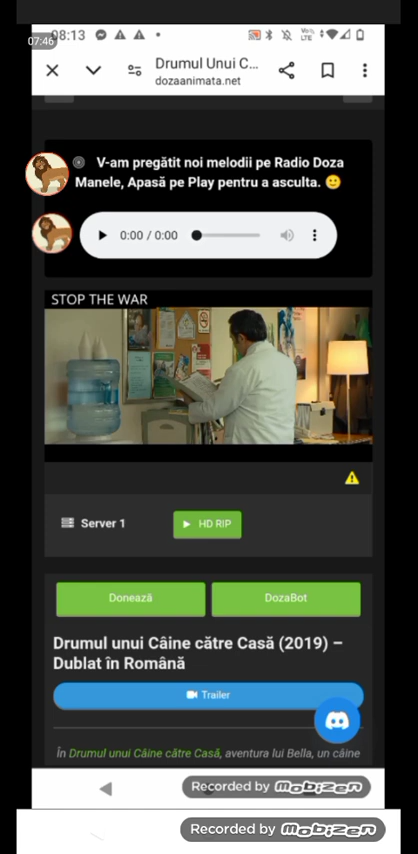 07:46
08:13
VoLTE
Drumul Unui C...
dozaanimata.net
V-am pregătit noi melodii pe Radio Doza
Manele, Apasă pe Play pentru a asculta. 🙂
0:00 / 0:00
STOP THE WAR
Server 1
HD RIP
Donează
DozaBot
Drumul unui Câine către Casă (2019) –
Dublat în Română
Trailer
În Drumul unui Câine către Casă, aventura lui Bella, un câine
Recorded by mobizen
Recorded by mobizen